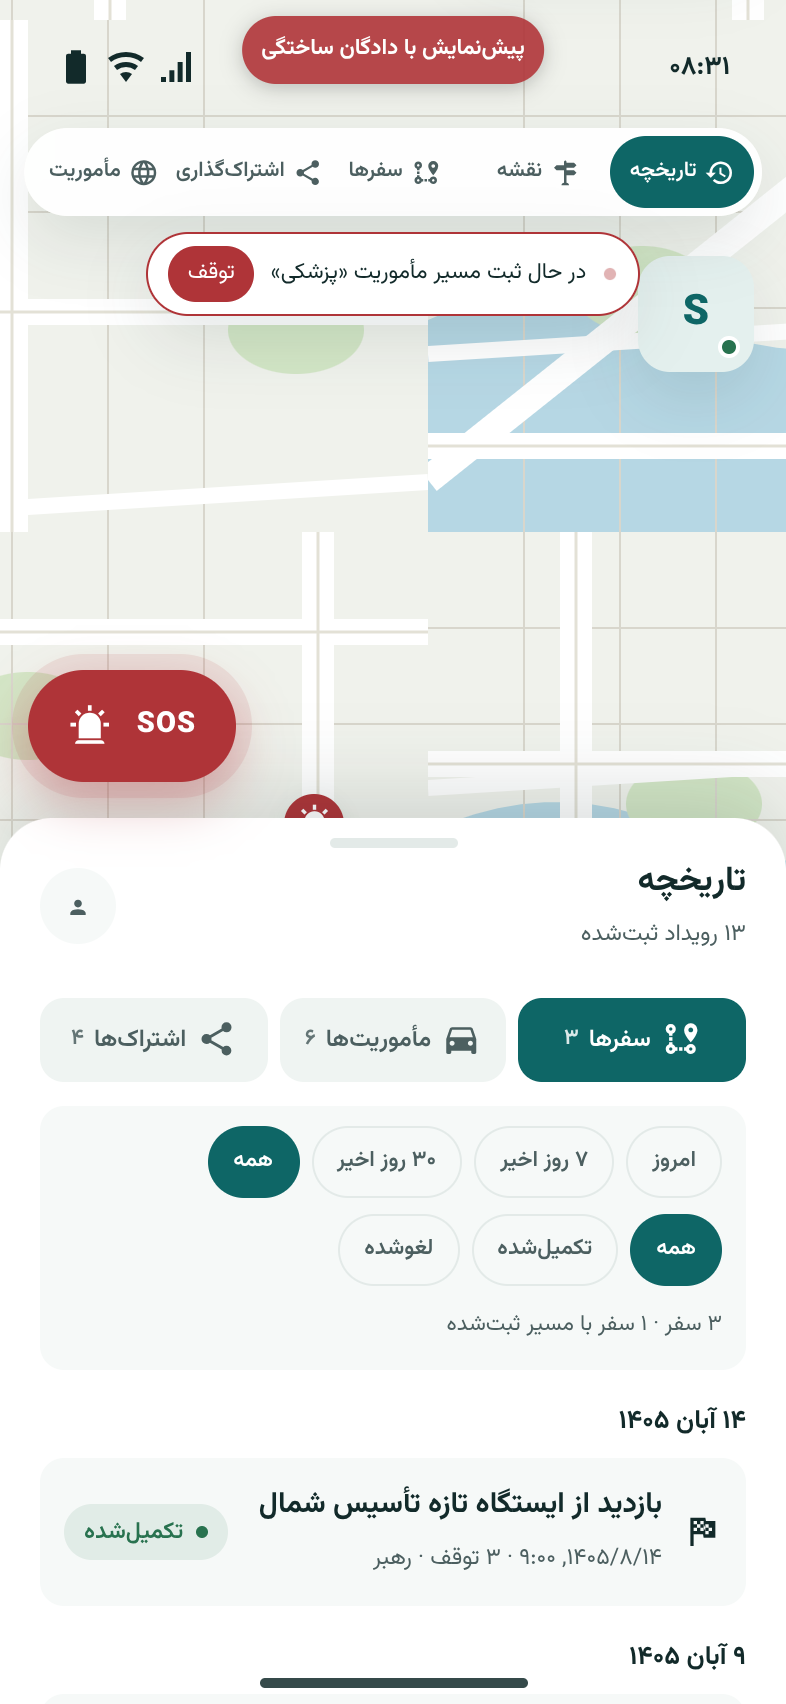 پیش‌نمایش با دادگان ساختگی
۰۸:۳۱
تاریخچه
نقشه
سفرها
اشتراک‌گذاری
مأموریت
در حال ثبت مسیر مأموریت «پزشکی»
توقف
S
SOS
تاریخچه
۱۳ رویداد ثبت‌شده
سفرها ۳
مأموریت‌ها ۶
اشتراک‌ها ۴
امروز
۷ روز اخیر
۳۰ روز اخیر
همه
همه
تکمیل‌شده
لغوشده
۳ سفر · ۱ سفر با مسیر ثبت‌شده
۱۴ آبان ۱۴۰۵
بازدید از ایستگاه تازه تأسیس شمال
۱۴۰۵/۸/۱۴, ۹:۰۰ · ۳ توقف · رهبر
تکمیل‌شده
۹ آبان ۱۴۰۵